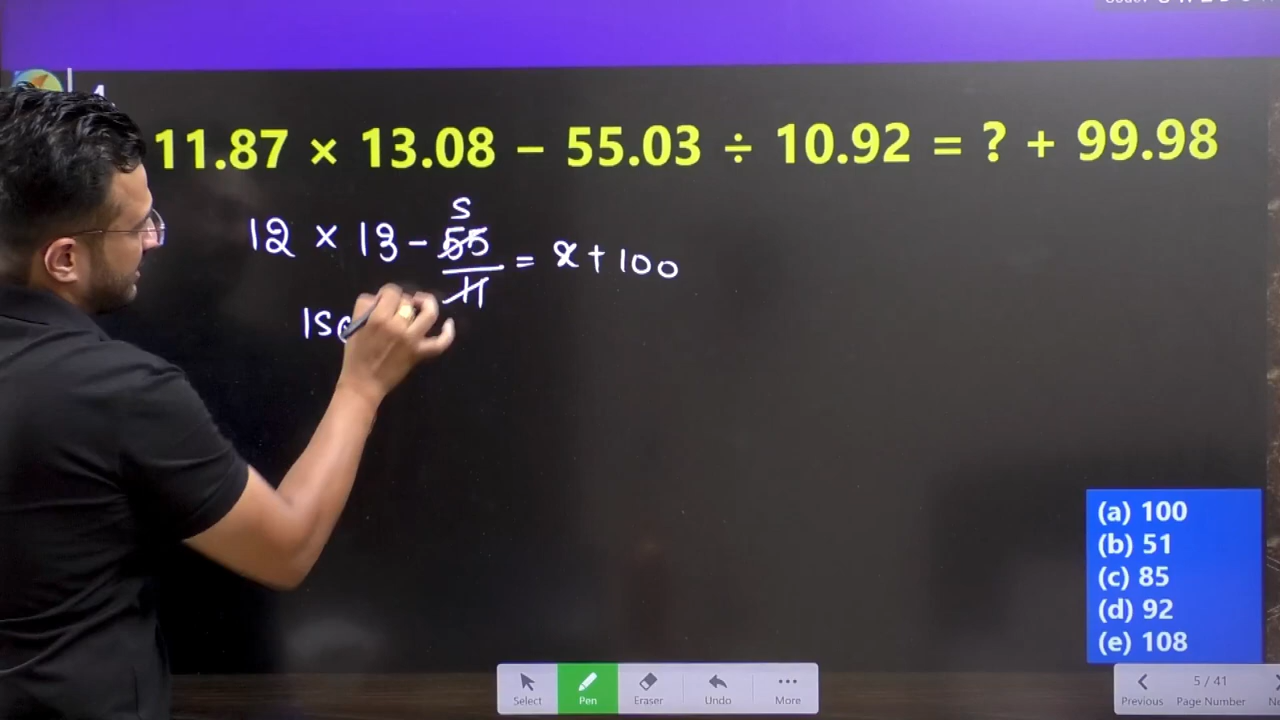 11.87 × 13.08 − 55.03 ÷ 10.92 = ? + 99.98
5
12 × 13 − 55 = x + 100
11
(a) 100
(b) 51
(c) 85
(d) 92
(e) 108
Select Pen Eraser Undo More
5 / 41
Previous Page Number